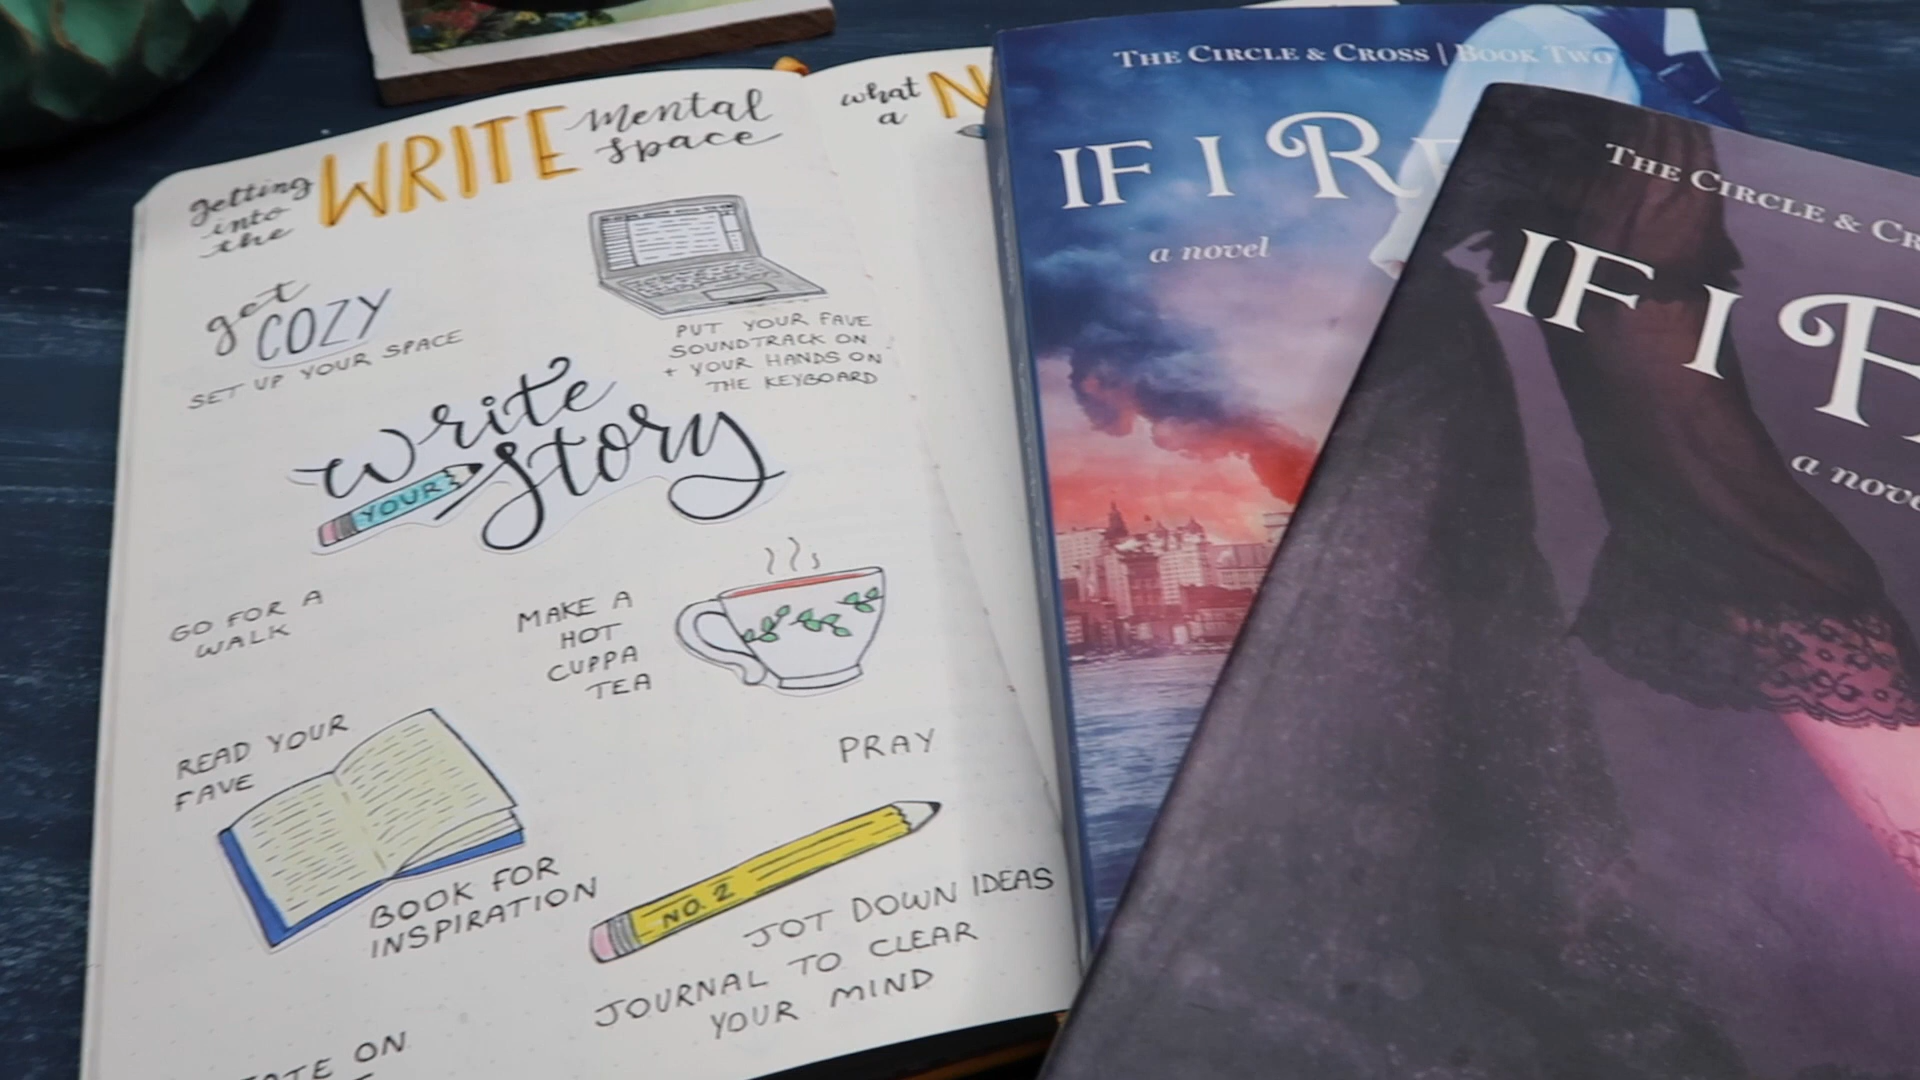 getting into the WRITE mental space
get COZY
SET UP YOUR SPACE
PUT YOUR FAVE
SOUNDTRACK ON
+ YOUR HANDS ON
THE KEYBOARD
write
YOUR story
GO FOR A
WALK
MAKE A
HOT
CUPPA
TEA
READ YOUR
FAVE
BOOK FOR
INSPIRATION
PRAY
NO. 2
JOT DOWN IDEAS
JOURNAL TO CLEAR
YOUR MIND
ON
what
a
THE CIRCLE & CROSS | BOOK TWO
IF I
a novel
THE CIRCLE &
IF I
a